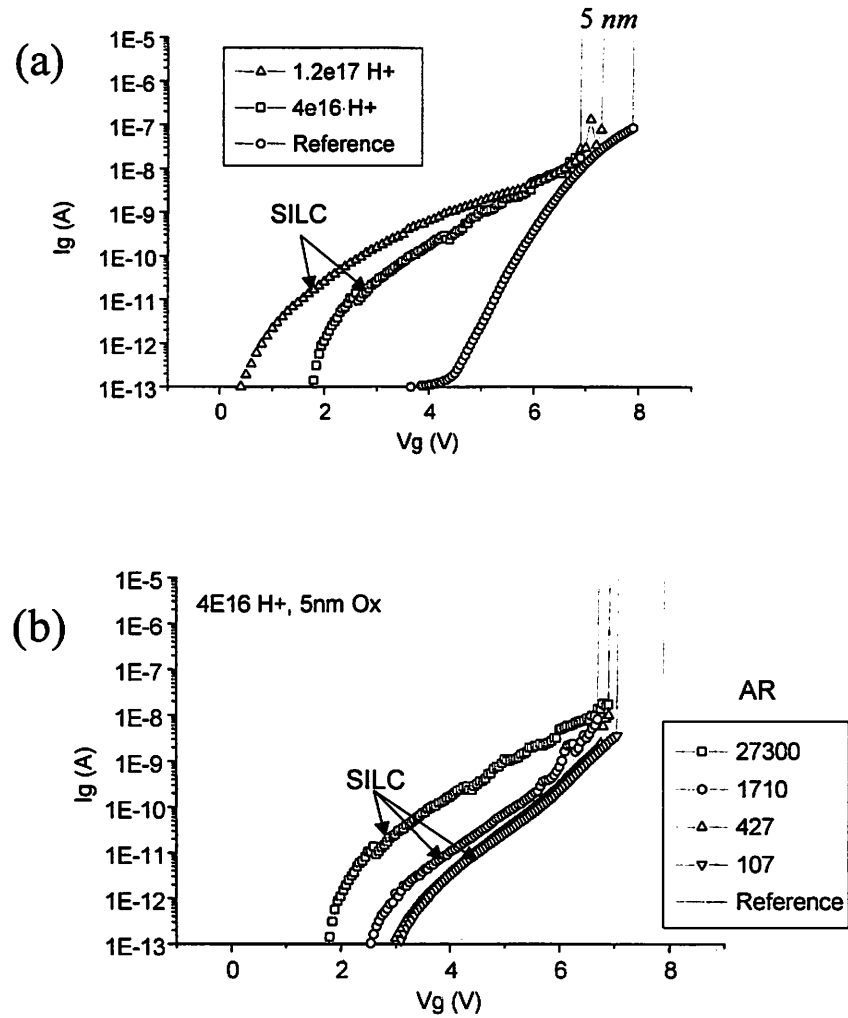 5 nm
(a)
1E-5
1E-6
1E-7
1E-8
1E-9
1E-10
1E-11
1E-12
1E-13
Ig (A)
1.2e17 H+
4e16 H+
Reference
SILC
0 2 4 6 8
Vg (V)
(b)
1E-5
1E-6
1E-7
1E-8
1E-9
1E-10
1E-11
1E-12
1E-13
Ig (A)
4E16 H+, 5nm Ox
SILC
AR
27300
1710
427
107
Reference
0 2 4 6 8
Vg (V)